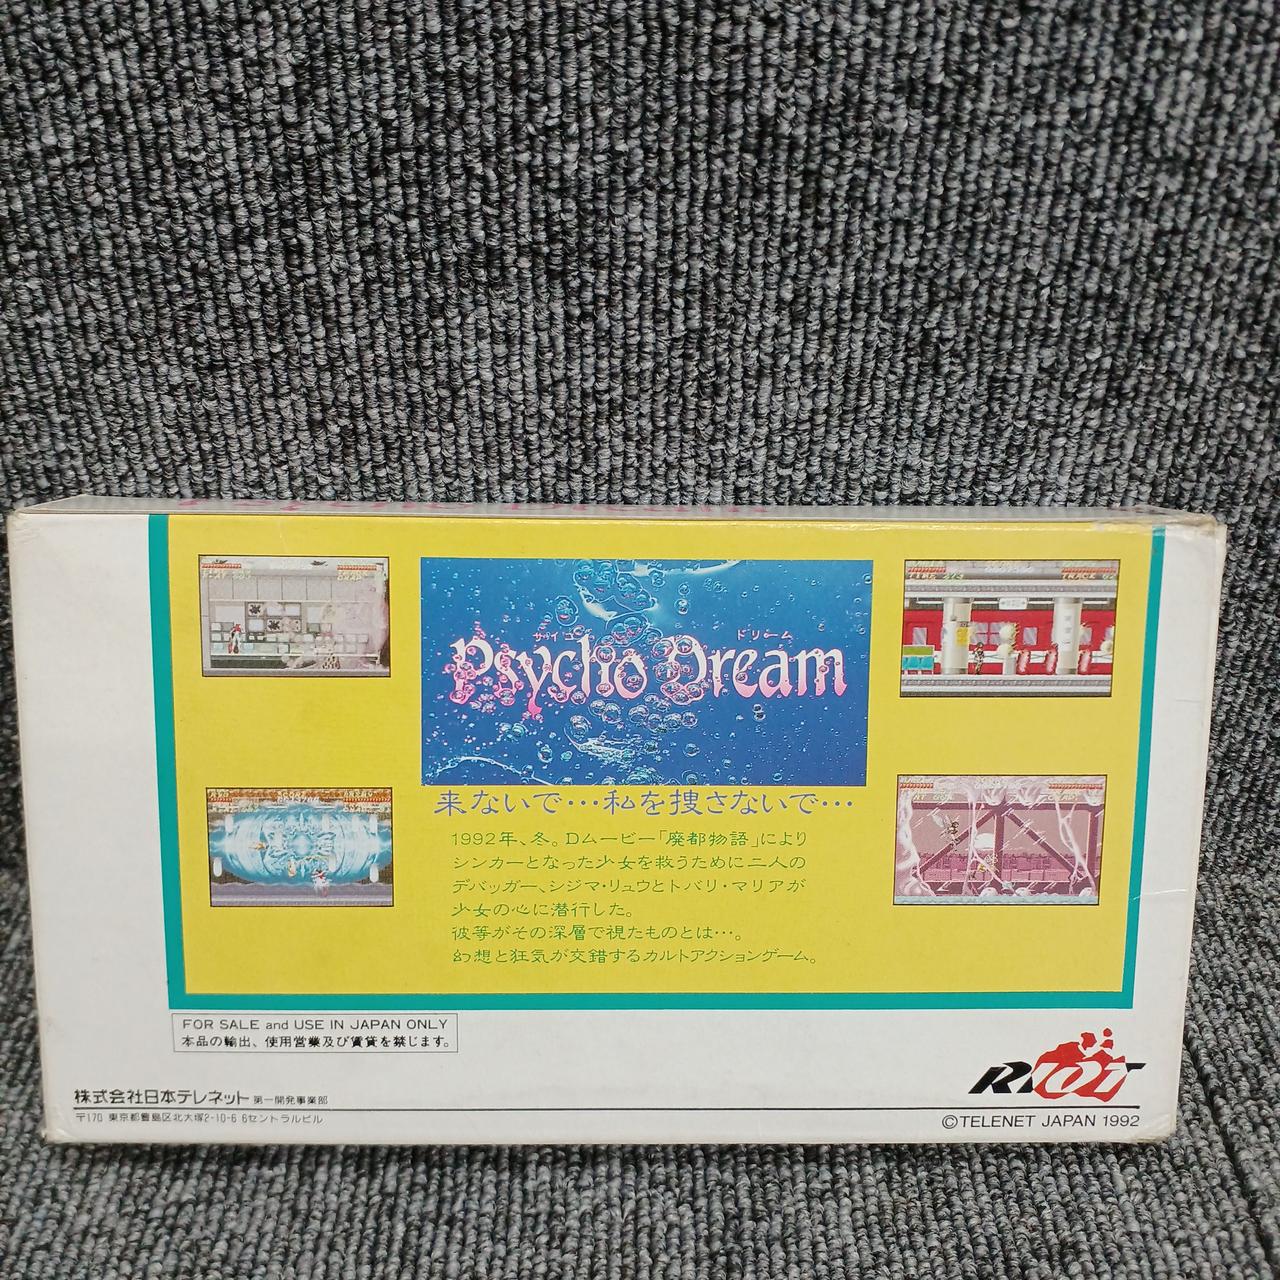 サイコ ドリーム
Psycho Dream
来ないで…私を捜さないで…
1992年、冬。Dムービー「廃都物語」により
シンカーとなった少女を救うために二人の
デバッガー、シジマ・リュウとトバリ・マリアが
少女の心に潜行した。
彼等がその深層で視たものとは…。
幻想と狂気が交錯するカルトアクションゲーム。
FOR SALE and USE IN JAPAN ONLY
本品の輸出、使用営業及び賃貸を禁じます。
RIOT
株式会社日本テレネット 第一開発事業部
〒170 東京都豊島区北大塚2-10-6 6セントラルビル
©TELENET JAPAN 1992